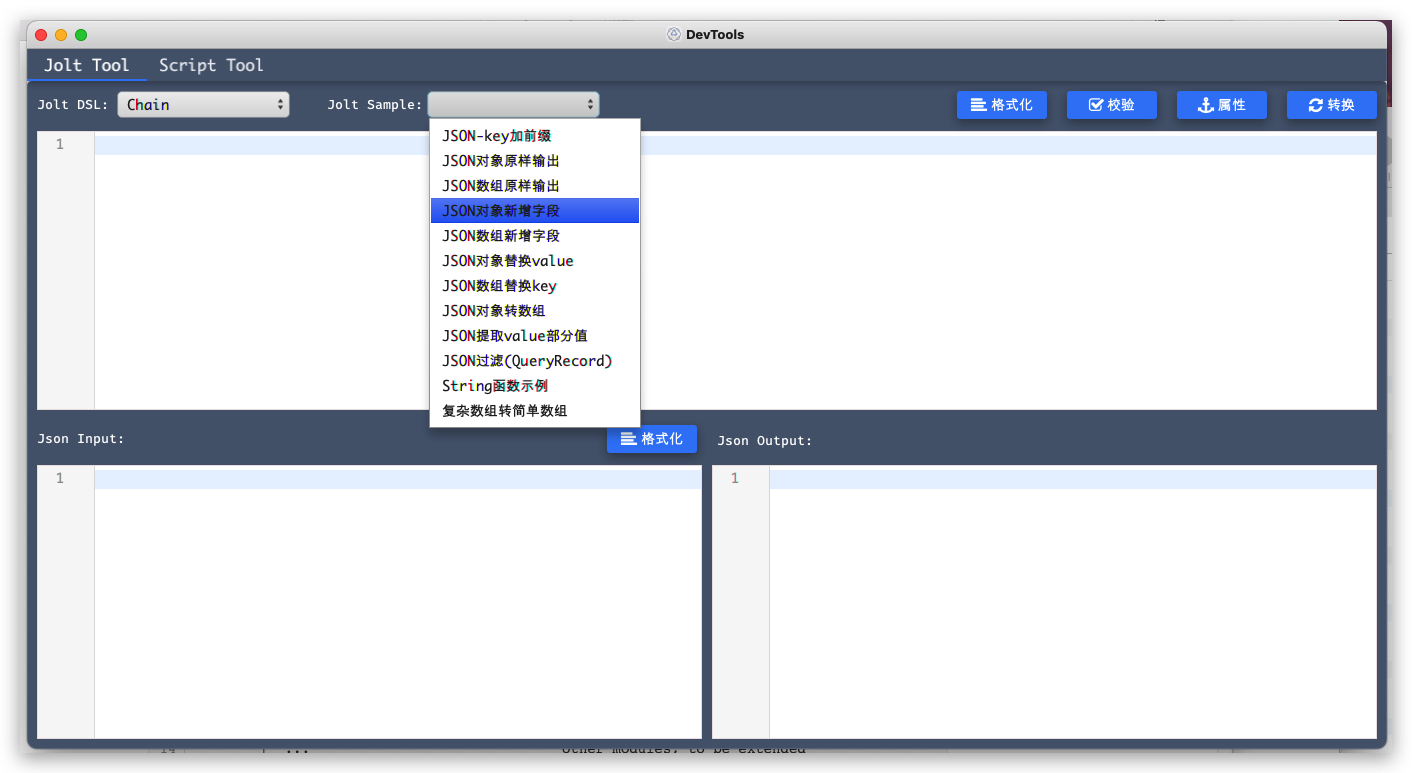 DevTools
Jolt Tool Script Tool
Jolt DSL: Chain Jolt Sample: 格式化 校验 属性 转换
1
JSON-key加前缀
JSON对象原样输出
JSON数组原样输出
JSON对象新增字段
JSON数组新增字段
JSON对象替换value
JSON数组替换key
JSON对象转数组
JSON提取value部分值
JSON过滤(QueryRecord)
String函数示例
复杂数组转简单数组
Json Input: 格式化 Json Output:
1 1
... Other modules, to be extended